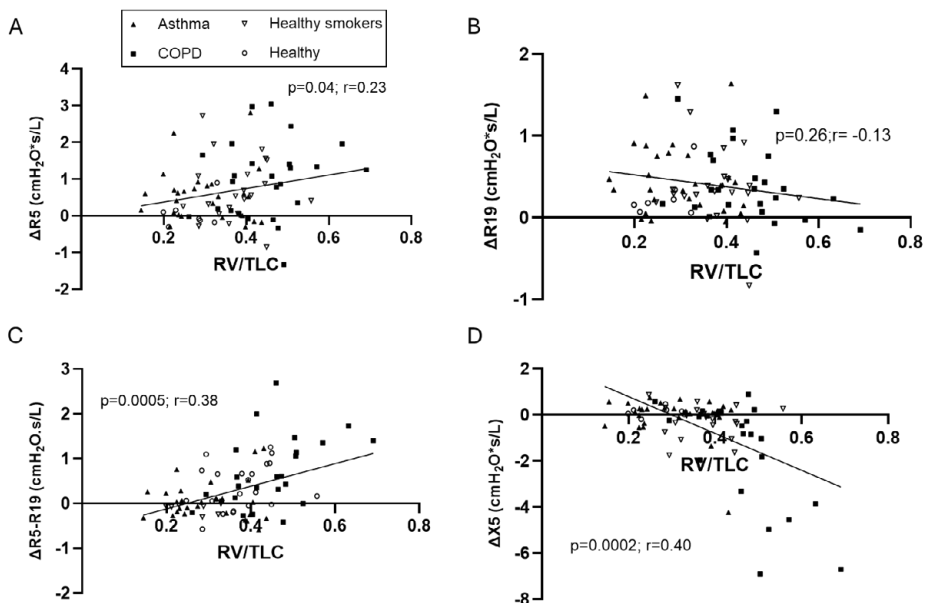 A
Asthma
Healthy smokers
COPD
Healthy
4
3
2
1
0
-1
-2
0.2
0.4
0.6
0.8
p=0.04; r=0.23
ΔR5 (cmH₂O*s/L)
RV/TLC
B
2
1
0
-1
0.2
0.4
0.6
0.8
p=0.26;r= -0.13
ΔR19 (cmH₂O*s/L)
RV/TLC
C
3
2
1
0
-1
-2
0.2
0.4
0.6
0.8
p=0.0005; r=0.38
ΔR5-R19 (cmH₂O.s/L)
RV/TLC
D
2
0
-2
-4
-6
-8
0.2
0.4
0.6
0.8
p=0.0002; r=0.40
ΔX5 (cmH₂O*s/L)
RV/TLC